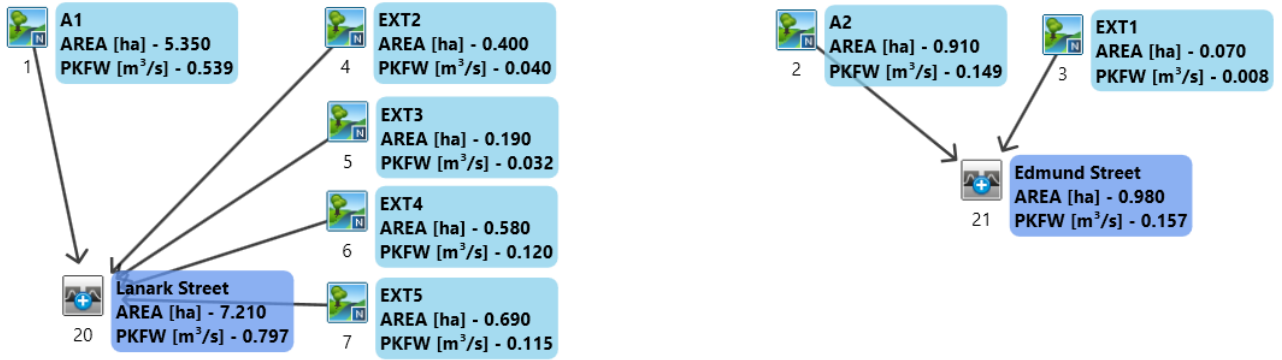 A1
AREA [ha] - 5.350
PKFW [m³/s] - 0.539
1
N
EXT2
AREA [ha] - 0.400
PKFW [m³/s] - 0.040
4
N
EXT3
AREA [ha] - 0.190
PKFW [m³/s] - 0.032
5
N
EXT4
AREA [ha] - 0.580
PKFW [m³/s] - 0.120
6
N
EXT5
AREA [ha] - 0.690
PKFW [m³/s] - 0.115
7
N
Lanark Street
AREA [ha] - 7.210
PKFW [m³/s] - 0.797
20
A2
AREA [ha] - 0.910
PKFW [m³/s] - 0.149
2
N
EXT1
AREA [ha] - 0.070
PKFW [m³/s] - 0.008
3
N
Edmund Street
AREA [ha] - 0.980
PKFW [m³/s] - 0.157
21